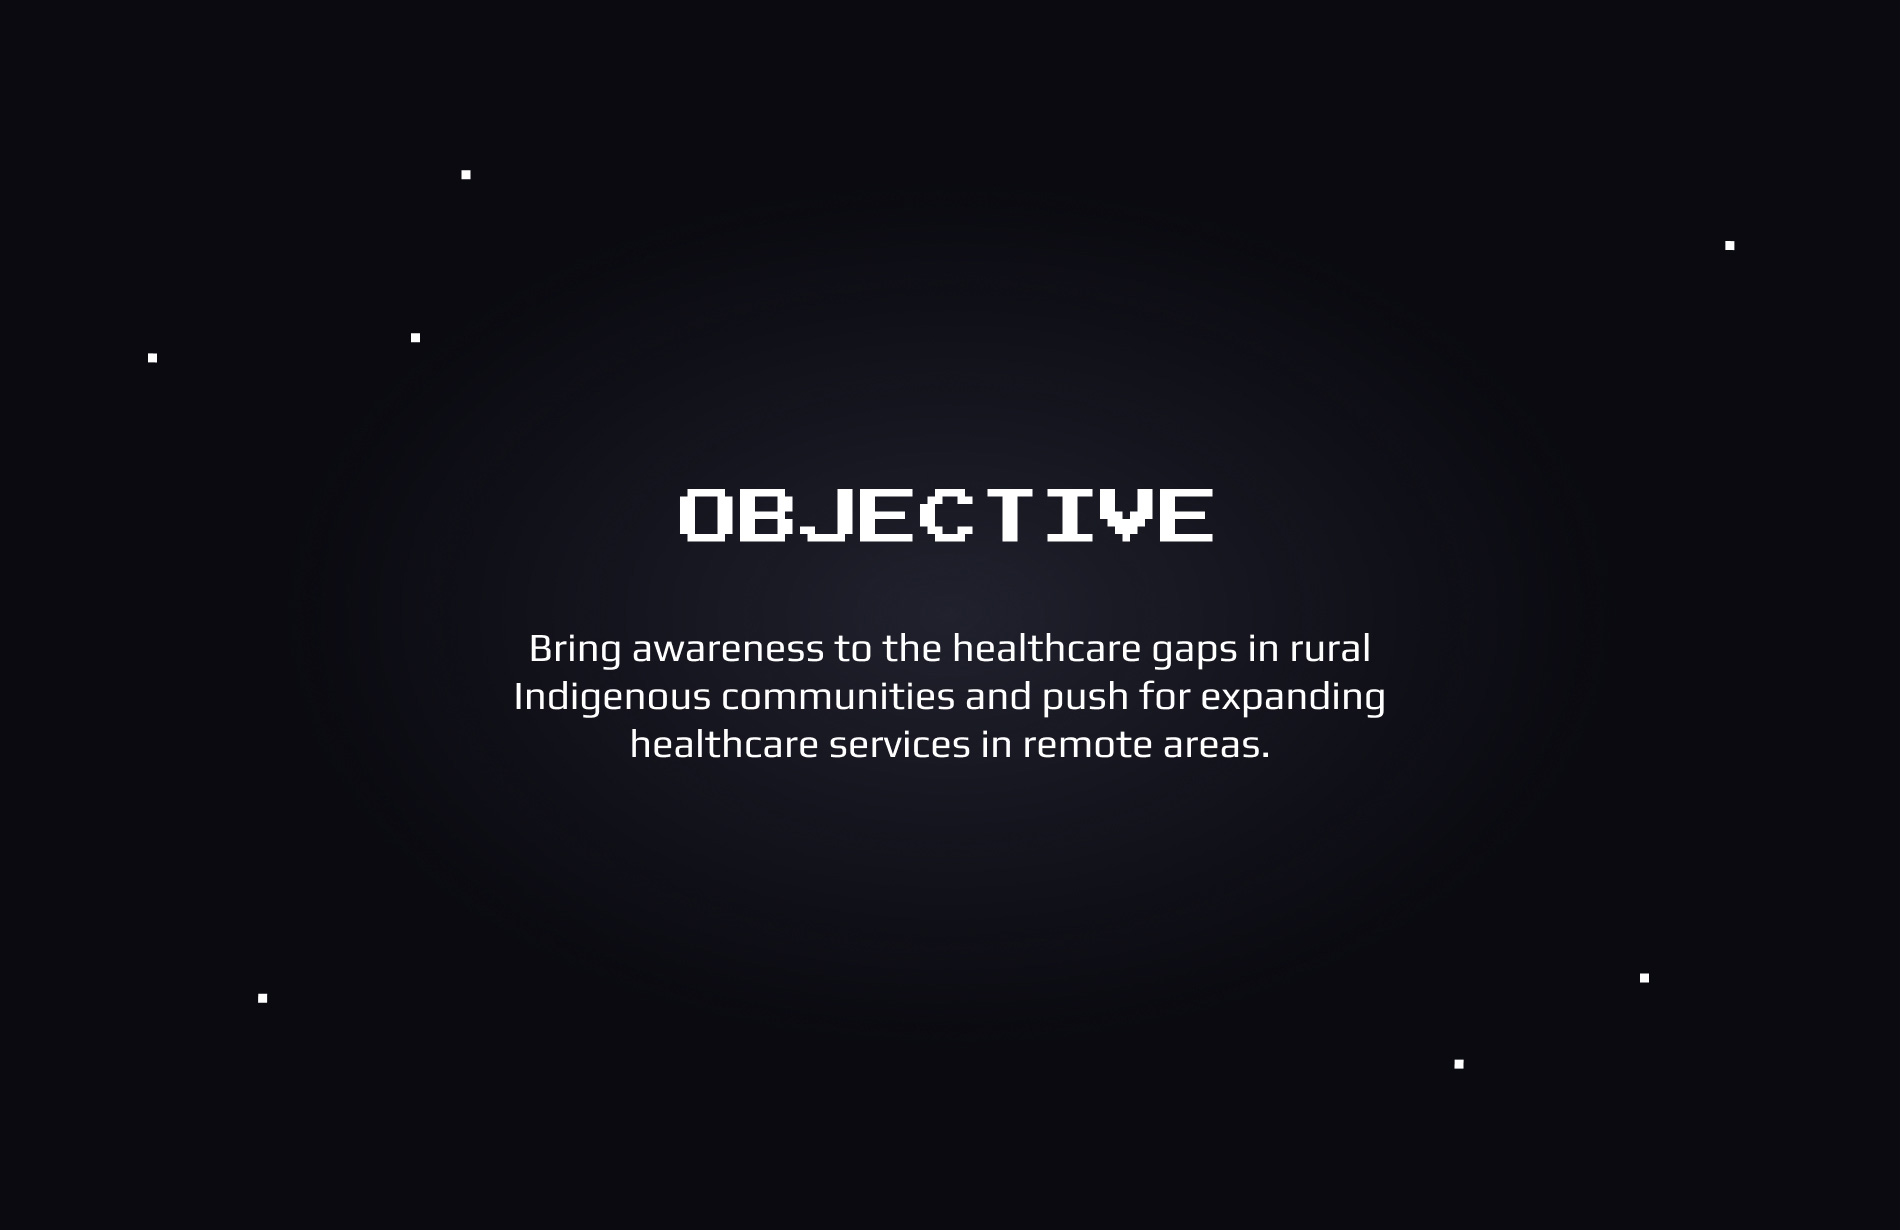 OBJECTIVE
Bring awareness to the healthcare gaps in rural
Indigenous communities and push for expanding
healthcare services in remote areas.